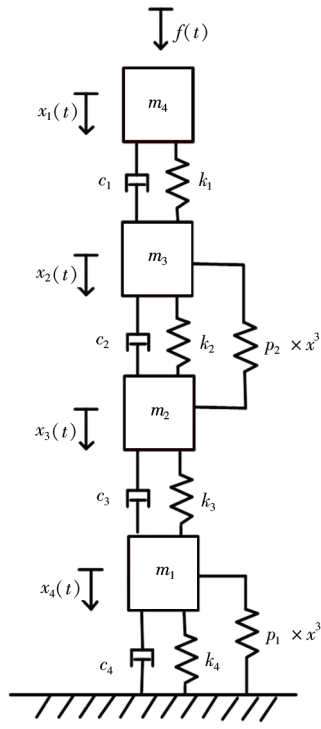 f(t)
x₁(t)
m₄
c₁
k₁
x₂(t)
m₃
c₂
k₂
p₂ × x³
x₃(t)
m₂
c₃
k₃
x₄(t)
m₁
c₄
k₄
p₁ × x³